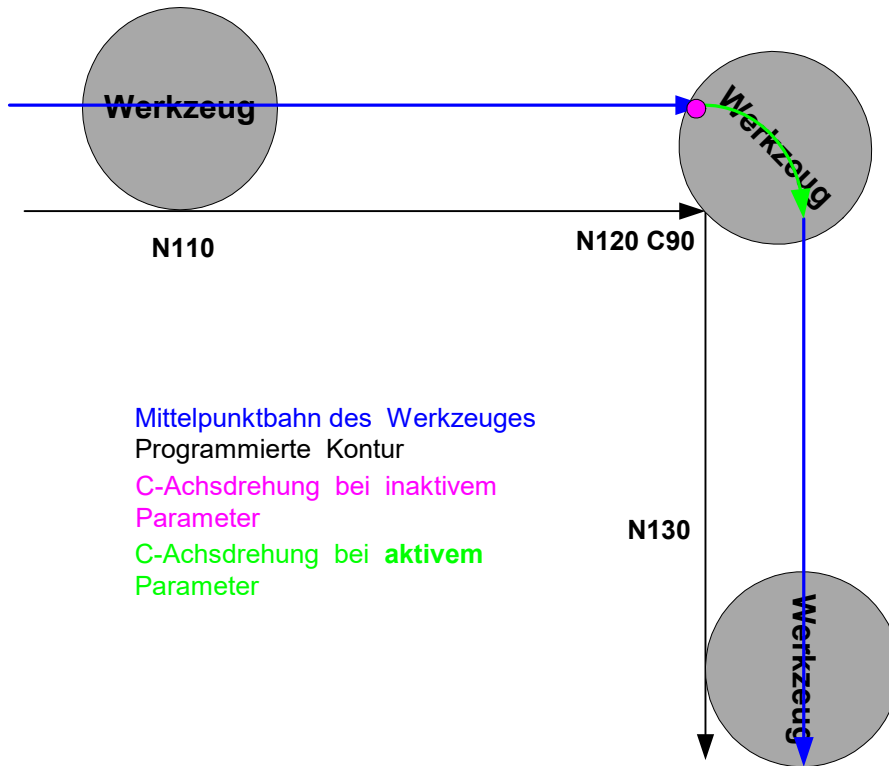 Werkzeug
Werkzeug
N110
N120 C90
Mittelpunktbahn des Werkzeuges
Programmierte Kontur
C-Achsdrehung bei inaktivem
Parameter
C-Achsdrehung bei aktivem
Parameter
N130
Werkzeug